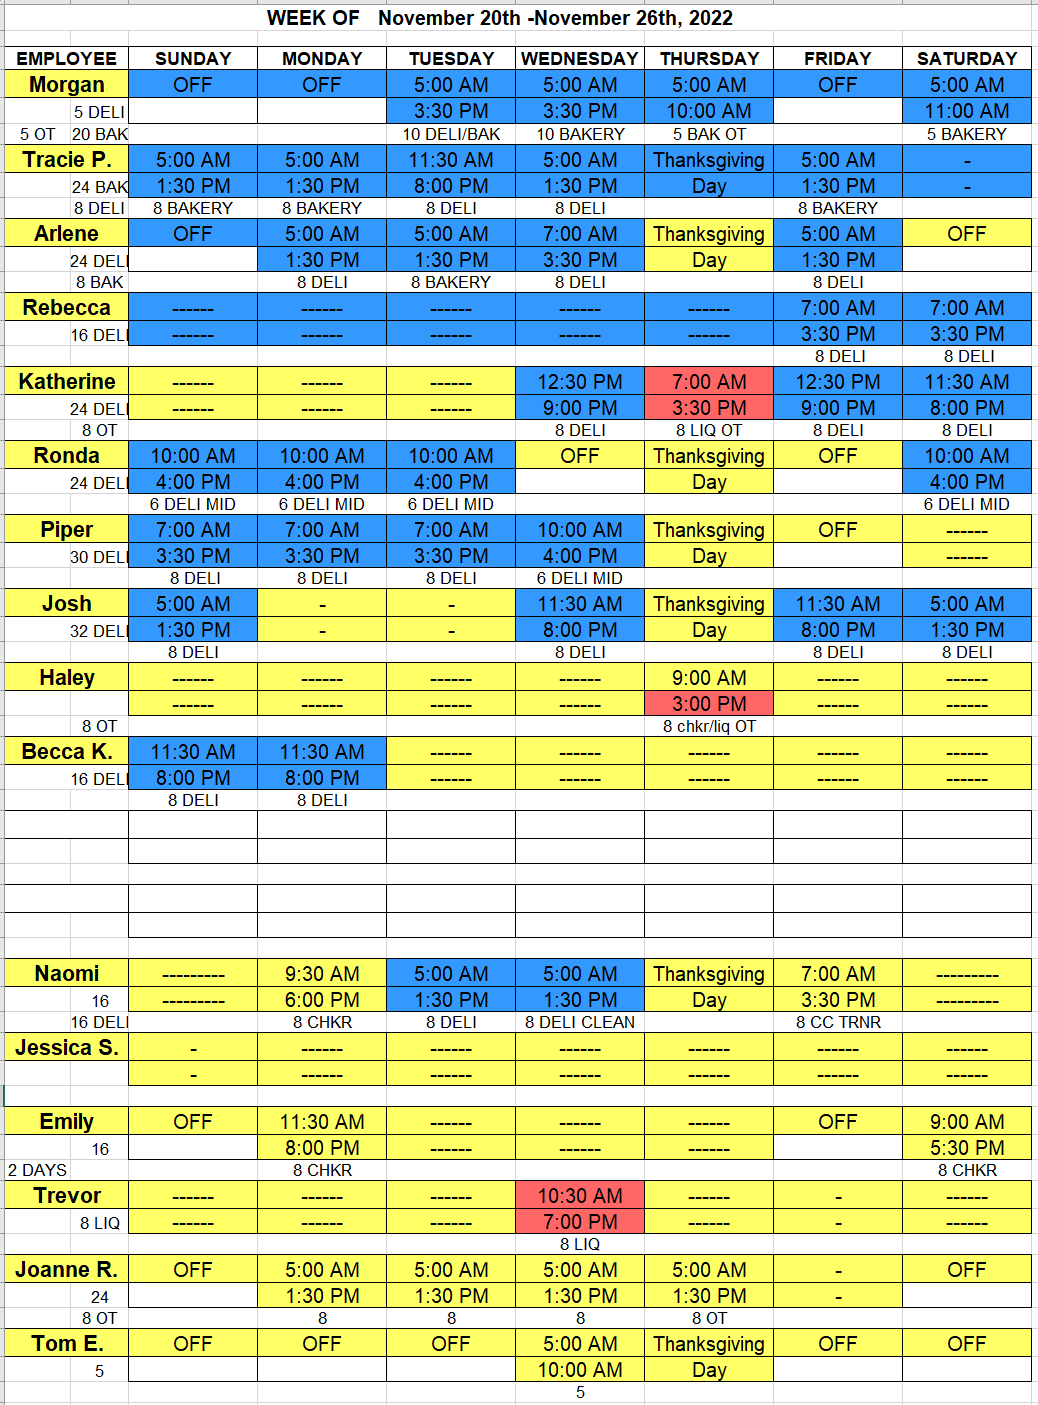 WEEK OF November 20th -November 26th, 2022
EMPLOYEE SUNDAY MONDAY TUESDAY WEDNESDAY THURSDAY FRIDAY SATURDAY
Morgan OFF OFF 5:00 AM 5:00 AM 5:00 AM OFF 5:00 AM
5 DELI 3:30 PM 3:30 PM 10:00 AM 11:00 AM
5 OT 20 BAK 10 DELI/BAK 10 BAKERY 5 BAK OT 5 BAKERY
Tracie P. 5:00 AM 5:00 AM 11:30 AM 5:00 AM Thanksgiving 5:00 AM -
24 BAK 1:30 PM 1:30 PM 8:00 PM 1:30 PM Day 1:30 PM -
8 DELI 8 BAKERY 8 BAKERY 8 DELI 8 DELI 8 BAKERY
Arlene OFF 5:00 AM 5:00 AM 7:00 AM Thanksgiving 5:00 AM OFF
24 DELI 1:30 PM 1:30 PM 3:30 PM Day 1:30 PM
8 BAK 8 DELI 8 BAKERY 8 DELI 8 DELI
Rebecca ------ ------ ------ ------ ------ 7:00 AM 7:00 AM
16 DELI ------ ------ ------ ------ ------ 3:30 PM 3:30 PM
8 DELI 8 DELI
Katherine ------ ------ ------ 12:30 PM 7:00 AM 12:30 PM 11:30 AM
24 DELI ------ ------ ------ 9:00 PM 3:30 PM 9:00 PM 8:00 PM
8 OT 8 DELI 8 LIQ OT 8 DELI 8 DELI
Ronda 10:00 AM 10:00 AM 10:00 AM OFF Thanksgiving OFF 10:00 AM
24 DELI 4:00 PM 4:00 PM 4:00 PM Day 4:00 PM
6 DELI MID 6 DELI MID 6 DELI MID 6 DELI MID
Piper 7:00 AM 7:00 AM 7:00 AM 10:00 AM Thanksgiving OFF ------
30 DELI 3:30 PM 3:30 PM 3:30 PM 4:00 PM Day ------
8 DELI 8 DELI 8 DELI 6 DELI MID
Josh 5:00 AM - - 11:30 AM Thanksgiving 11:30 AM 5:00 AM
32 DELI 1:30 PM - - 8:00 PM Day 8:00 PM 1:30 PM
8 DELI 8 DELI 8 DELI 8 DELI
Haley ------ ------ ------ ------ 9:00 AM ------ ------
------ ------ ------ ------ 3:00 PM ------ ------
8 OT 8 chkr/liq OT
Becca K. 11:30 AM 11:30 AM ------ ------ ------ ------ ------
16 DELI 8:00 PM 8:00 PM ------ ------ ------ ------ ------
8 DELI 8 DELI
Naomi --------- 9:30 AM 5:00 AM 5:00 AM Thanksgiving 7:00 AM ---------
16 --------- 6:00 PM 1:30 PM 1:30 PM Day 3:30 PM ---------
16 DELI 8 CHKR 8 DELI 8 DELI CLEAN 8 CC TRNR
Jessica S. - ------ ------ ------ ------ ------ ------
- ------ ------ ------ ------ ------ ------
Emily OFF 11:30 AM ------ ------ ------ OFF 9:00 AM
16 8:00 PM ------ ------ ------ 5:30 PM
2 DAYS 8 CHKR 8 CHKR
Trevor ------ ------ ------ 10:30 AM ------ - ------
8 LIQ ------ ------ ------ 7:00 PM ------ - ------
8 LIQ
Joanne R. OFF 5:00 AM 5:00 AM 5:00 AM 5:00 AM - OFF
24 1:30 PM 1:30 PM 1:30 PM 1:30 PM -
8 OT 8 8 8 8 OT
Tom E. OFF OFF OFF 5:00 AM Thanksgiving OFF OFF
5 10:00 AM Day
5